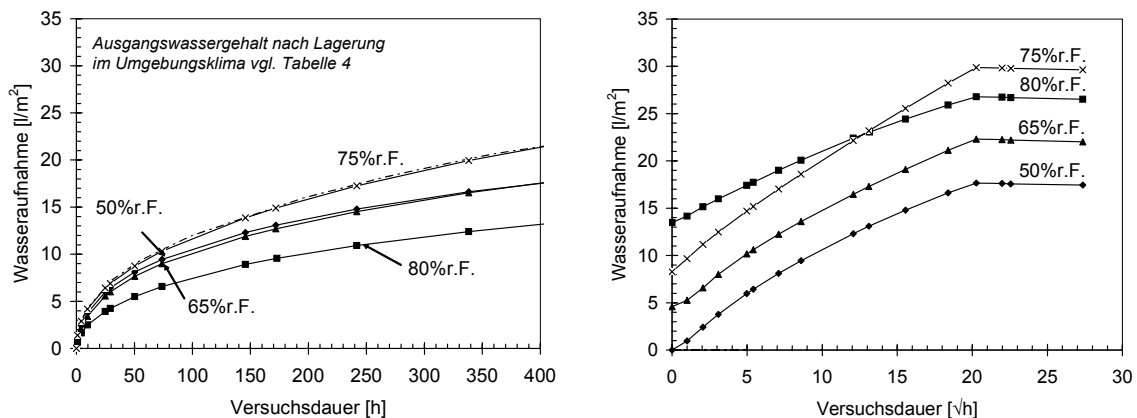 Wasseraufnahme [l/m²]
35
30
25
20
15
10
5
0
Ausgangswassergehalt nach Lagerung
im Umgebungsklima vgl. Tabelle 4
75%r.F.
50%r.F.
65%r.F.
80%r.F.
0 50 100 150 200 250 300 350 400
Versuchsdauer [h]
Wasseraufnahme [l/m²]
35
30
25
20
15
10
5
0
75%r.F.
80%r.F.
65%r.F.
50%r.F.
0 5 10 15 20 25 30
Versuchsdauer [√h]